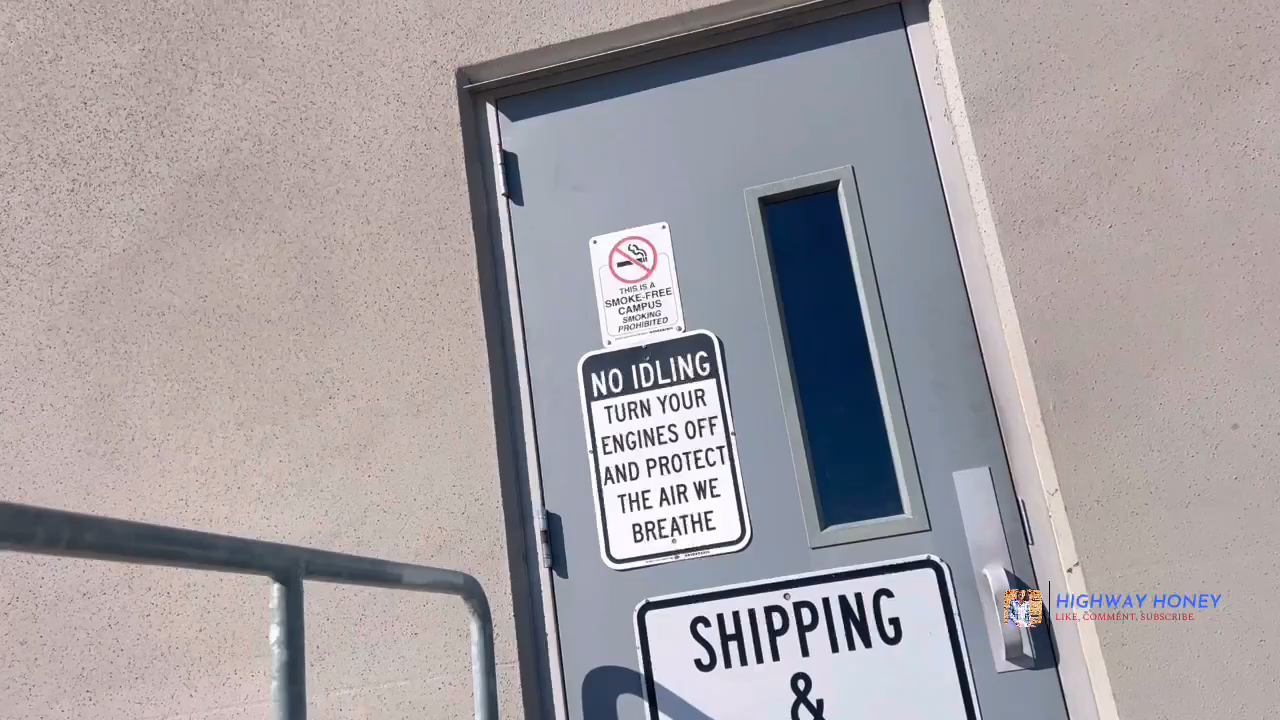 THIS IS A
SMOKE-FREE
CAMPUS
SMOKING
PROHIBITED
NO IDLING
TURN YOUR
ENGINES OFF
AND PROTECT
THE AIR WE
BREATHE
SHIPPING
&
HIGHWAY HONEY
LIKE, COMMENT, SUBSCRIBE